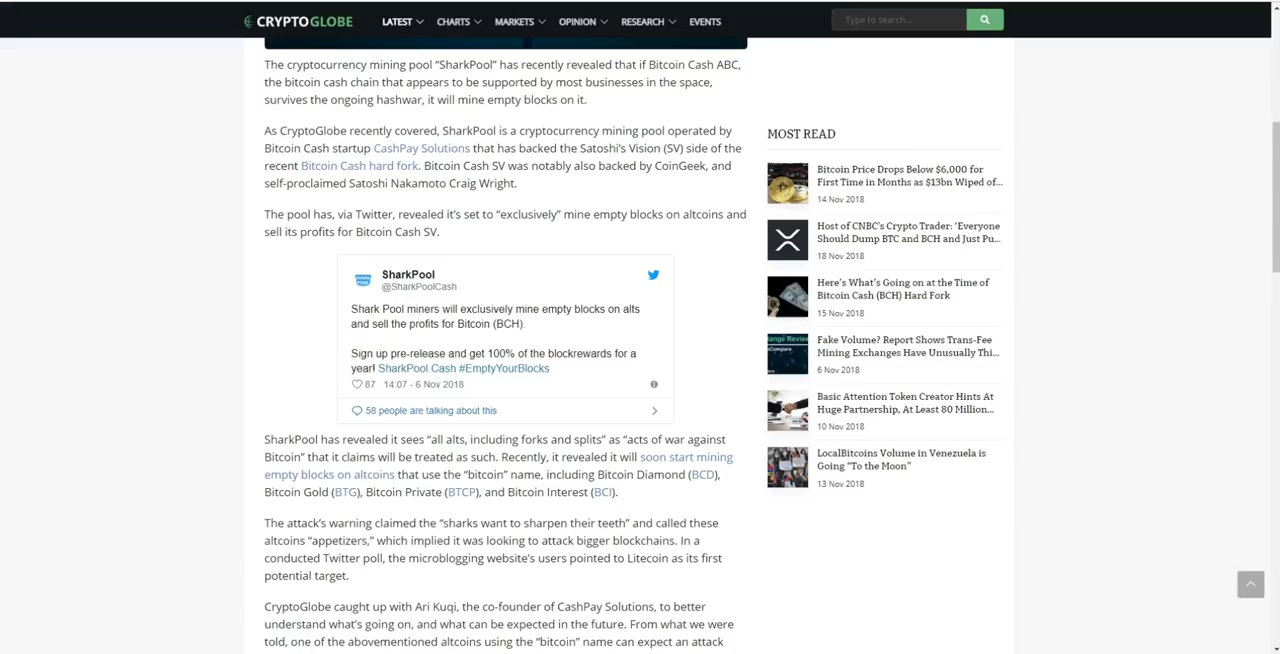 CRYPTOGLOBE LATEST CHARTS MARKETS OPINION RESEARCH EVENTS Type to search...
The cryptocurrency mining pool “SharkPool” has recently revealed that if Bitcoin Cash ABC,
the bitcoin cash chain that appears to be supported by most businesses in the space,
survives the ongoing hashwar, it will mine empty blocks on it.
As CryptoGlobe recently covered, SharkPool is a cryptocurrency mining pool operated by
Bitcoin Cash startup CashPay Solutions that has backed the Satoshi’s Vision (SV) side of the
recent Bitcoin Cash hard fork. Bitcoin Cash SV was notably also backed by CoinGeek, and
self-proclaimed Satoshi Nakamoto Craig Wright.
The pool has, via Twitter, revealed it’s set to “exclusively” mine empty blocks on altcoins and
sell its profits for Bitcoin Cash SV.
SharkPool
@SharkPoolCash
Shark Pool miners will exclusively mine empty blocks on alts
and sell the profits for Bitcoin (BCH).
Sign up pre-release and get 100% of the blockrewards for a
year! SharkPool.Cash #EmptyYourBlocks
87 14:07 - 6 Nov 2018
58 people are talking about this
SharkPool has revealed it sees “all alts, including forks and splits” as “acts of war against
Bitcoin” that it claims will be treated as such. Recently, it revealed it will soon start mining
empty blocks on altcoins that use the “bitcoin” name, including Bitcoin Diamond (BCD),
Bitcoin Gold (BTG), Bitcoin Private (BTCP), and Bitcoin Interest (BCI).
The attack’s warning claimed the “sharks want to sharpen their teeth” and called these
altcoins “appetizers,” which implied it was looking to attack bigger blockchains. In a
conducted Twitter poll, the microblogging website’s users pointed to Litecoin as its first
potential target.
CryptoGlobe caught up with Ari Kuqi, the co-founder of CashPay Solutions, to better
understand what’s going on, and what can be expected in the future. From what we were
told, one of the abovementioned altcoins using the “bitcoin” name can expect an attack
MOST READ
Bitcoin Price Drops Below $6,000 for
First Time in Months as $13bn Wiped of...
14 Nov 2018
Host of CNBC’s Crypto Trader: ‘Everyone
Should Dump BTC and BCH and Just Pu...
18 Nov 2018
Here’s What’s Going on at the Time of
Bitcoin Cash (BCH) Hard Fork
15 Nov 2018
Fake Volume? Report Shows Trans-Fee
Mining Exchanges Have Unusually Thi...
6 Nov 2018
Basic Attention Token Creator Hints At
Huge Partnership, At Least 80 Million...
10 Nov 2018
LocalBitcoins Volume in Venezuela is
Going “To the Moon”
13 Nov 2018